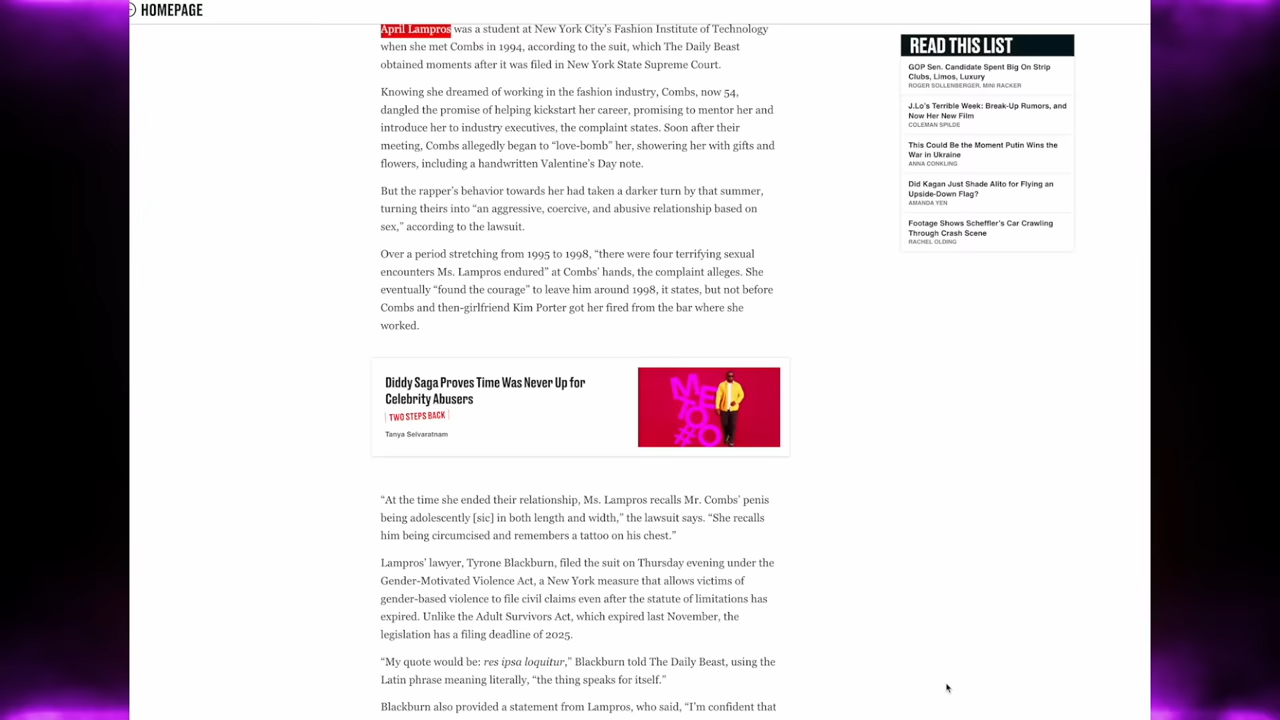 HOMEPAGE
April Lampros was a student at New York City’s Fashion Institute of Technology
when she met Combs in 1994, according to the suit, which The Daily Beast
obtained moments after it was filed in New York State Supreme Court.
Knowing she dreamed of working in the fashion industry, Combs, now 54,
dangled the promise of helping kickstart her career, promising to mentor her and
introduce her to industry executives, the complaint states. Soon after their
meeting, Combs allegedly began to “love-bomb” her, showering her with gifts and
flowers, including a handwritten Valentine’s Day note.
But the rapper’s behavior towards her had taken a darker turn by that summer,
turning theirs into “an aggressive, coercive, and abusive relationship based on
sex,” according to the lawsuit.
Over a period stretching from 1995 to 1998, “there were four terrifying sexual
encounters Ms. Lampros endured” at Combs’ hands, the complaint alleges. She
eventually “found the courage” to leave him around 1998, it states, but not before
Combs and then-girlfriend Kim Porter got her fired from the bar where she
worked.
Diddy Saga Proves Time Was Never Up for
Celebrity Abusers
TWO STEPS BACK
Tanya Selvaratnam
ME
TO
#O
“At the time she ended their relationship, Ms. Lampros recalls Mr. Combs’ penis
being adolescently [sic] in both length and width,” the lawsuit says. “She recalls
him being circumcised and remembers a tattoo on his chest.”
Lampros’ lawyer, Tyrone Blackburn, filed the suit on Thursday evening under the
Gender-Motivated Violence Act, a New York measure that allows victims of
gender-based violence to file civil claims even after the statute of limitations has
expired. Unlike the Adult Survivors Act, which expired last November, the
legislation has a filing deadline of 2025.
“My quote would be: res ipsa loquitur,” Blackburn told The Daily Beast, using the
Latin phrase meaning literally, “the thing speaks for itself.”
Blackburn also provided a statement from Lampros, who said, “I’m confident that
READ THIS LIST
GOP Sen. Candidate Spent Big On Strip
Clubs, Limos, Luxury
ROGER SOLLENBERGER, MINI RACKER
J.Lo’s Terrible Week: Break-Up Rumors, and
Now Her New Film
COLEMAN SPILDE
This Could Be the Moment Putin Wins the
War in Ukraine
ANNA CONKLING
Did Kagan Just Shade Alito for Flying an
Upside-Down Flag?
AMANDA YEN
Footage Shows Scheffler’s Car Crawling
Through Crash Scene
RACHEL OLDING